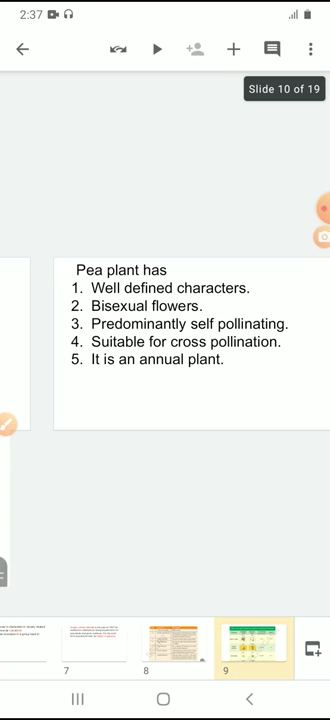 2:37
Slide 10 of 19
Pea plant has
1. Well defined characters.
2. Bisexual flowers.
3. Predominantly self pollinating.
4. Suitable for cross pollination.
5. It is an annual plant.
7
8
9